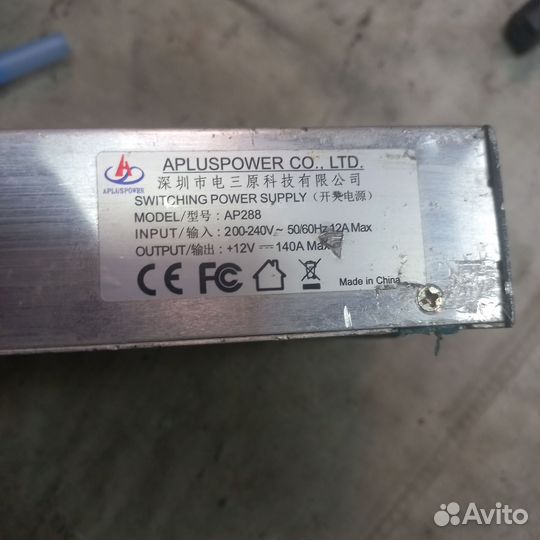 APLUSPOWER CO., LTD.
深圳市电三原科技有限公司
APLUSPOWER
SWITCHING POWER SUPPLY（开关电源）
MODEL/型号: AP288
INPUT/输入: 200-240V~ 50/60Hz 12A Max
OUTPUT/输出: +12V⎓140A Max
CE FC
Made in China
Avito